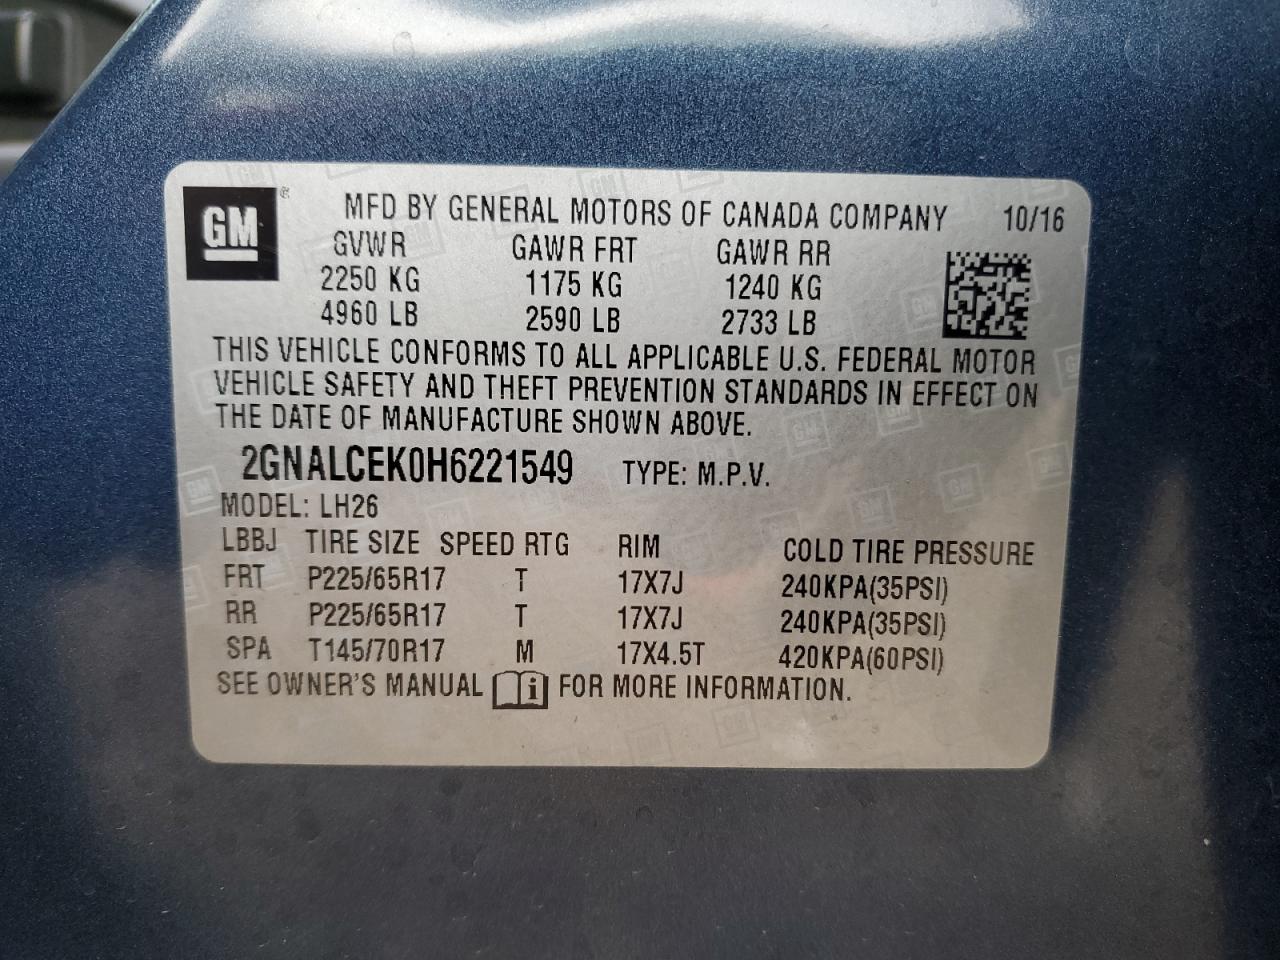 GM ® MFD BY GENERAL MOTORS OF CANADA COMPANY 10/16
GVWR GAWR FRT GAWR RR
2250 KG 1175 KG 1240 KG
4960 LB 2590 LB 2733 LB
THIS VEHICLE CONFORMS TO ALL APPLICABLE U.S. FEDERAL MOTOR
VEHICLE SAFETY AND THEFT PREVENTION STANDARDS IN EFFECT ON
THE DATE OF MANUFACTURE SHOWN ABOVE.
2GNALCEK0H6221549 TYPE: M.P.V.
MODEL: LH26
LBBJ TIRE SIZE SPEED RTG RIM COLD TIRE PRESSURE
FRT P225/65R17 T 17X7J 240KPA(35PSI)
RR P225/65R17 T 17X7J 240KPA(35PSI)
SPA T145/70R17 M 17X4.5T 420KPA(60PSI)
SEE OWNER'S MANUAL i FOR MORE INFORMATION.